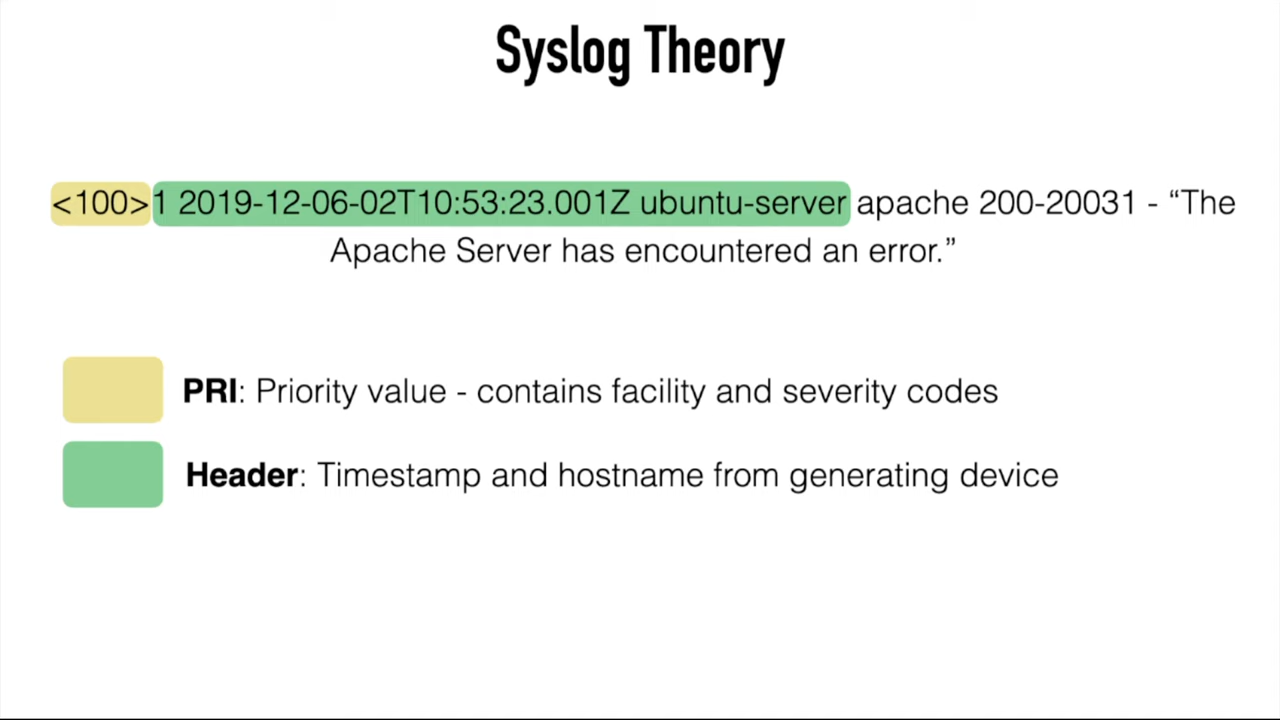 Syslog Theory
<100>1 2019-12-06-02T10:53:23.001Z ubuntu-server apache 200-20031 - “The
Apache Server has encountered an error.”
PRI: Priority value - contains facility and severity codes
Header: Timestamp and hostname from generating device